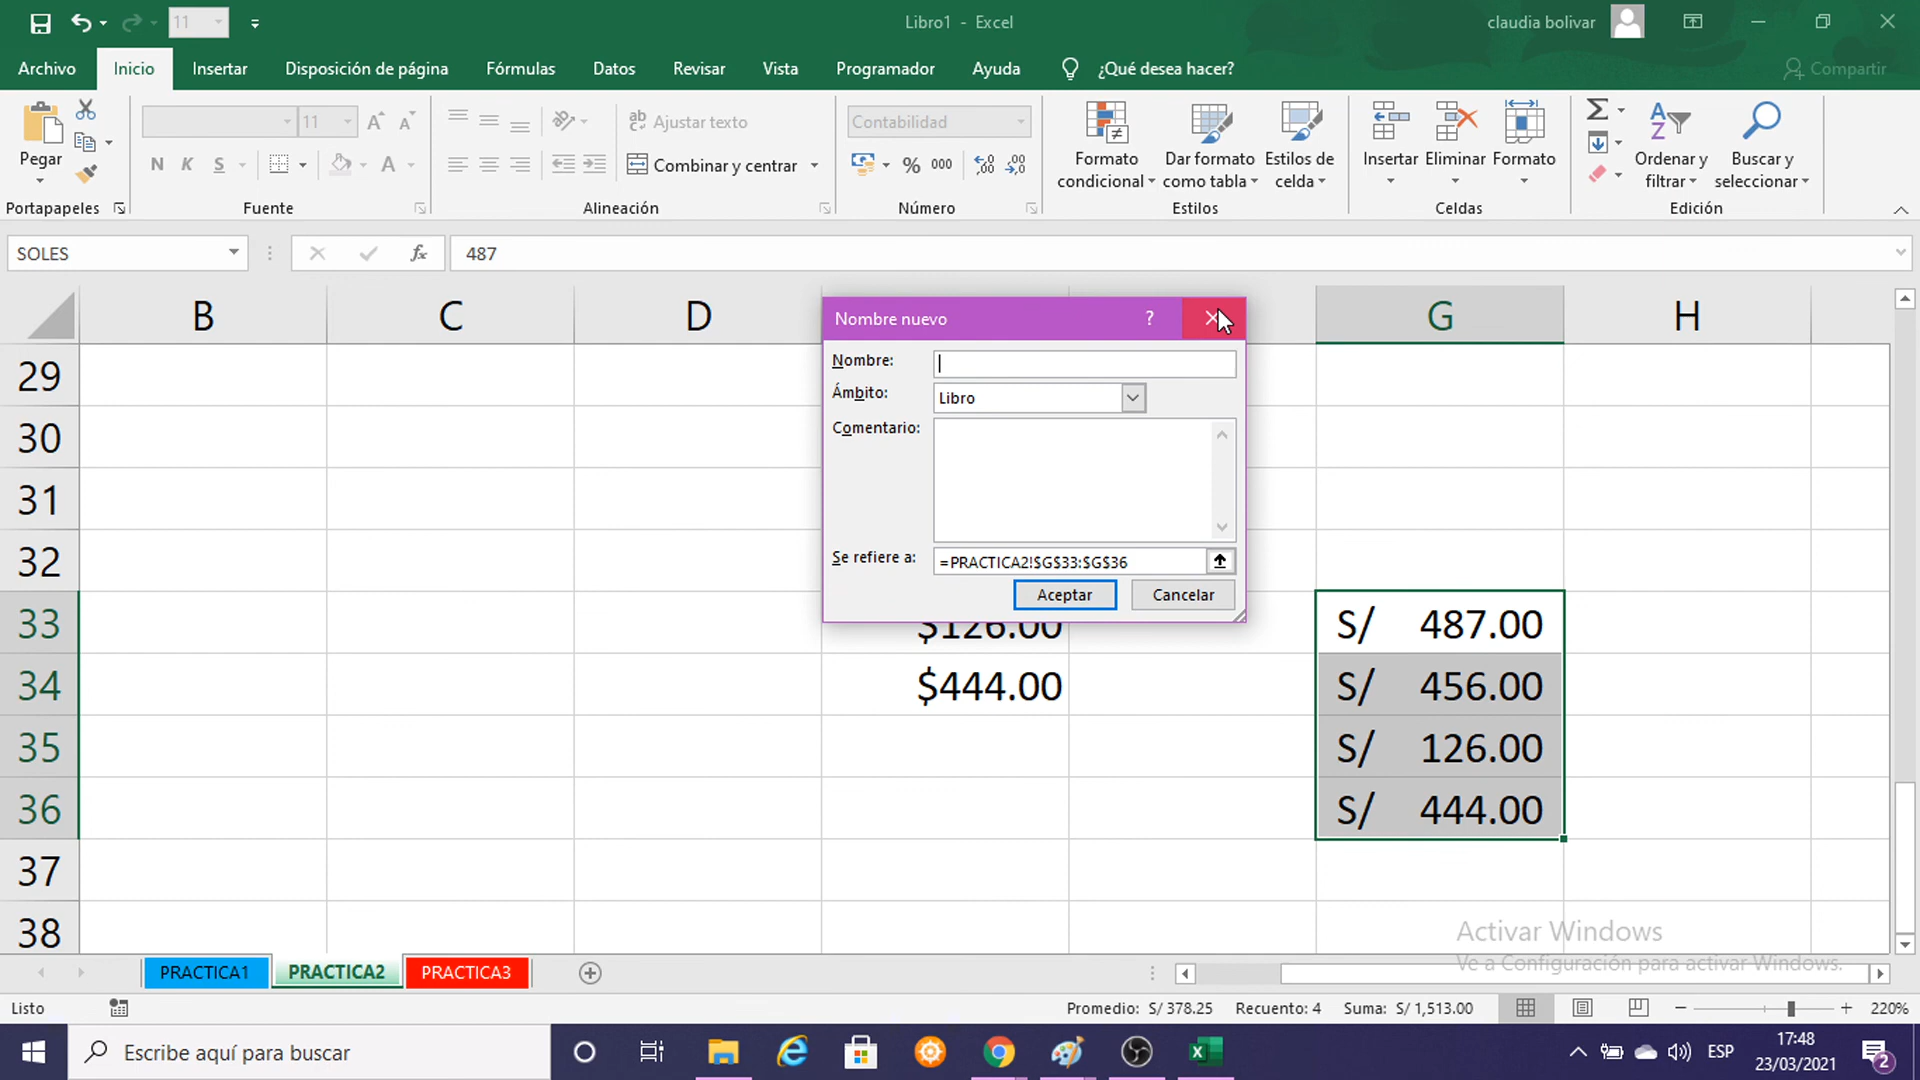 11
Libro1 - Excel
claudia bolivar
Archivo
Inicio
Insertar
Disposición de página
Fórmulas
Datos
Revisar
Vista
Programador
Ayuda
¿Qué desea hacer?
Compartir
Pegar
11
N K S
A
Ajustar texto
Combinar y centrar
Contabilidad
% 000
Formato condicional
Dar formato como tabla
Estilos de celda
Insertar
Eliminar
Formato
Ordenar y filtrar
Buscar y seleccionar
Portapapeles
Fuente
Alineación
Número
Estilos
Celdas
Edición
SOLES
fx
487
B
C
D
G
H
Nombre nuevo
?
Nombre:
Ámbito:
Libro
Comentario:
Se refiere a:
=PRACTICA2!$G$33:$G$36
Aceptar
Cancelar
29
30
31
32
33
$126.00
S/ 487.00
34
$444.00
S/ 456.00
35
S/ 126.00
36
S/ 444.00
37
38
Activar Windows
Ve a Configuración para activar Windows.
PRACTICA1
PRACTICA2
PRACTICA3
Listo
Promedio: S/ 378.25
Recuento: 4
Suma: S/ 1,513.00
220%
Escribe aquí para buscar
ESP
17:48
23/03/2021
2